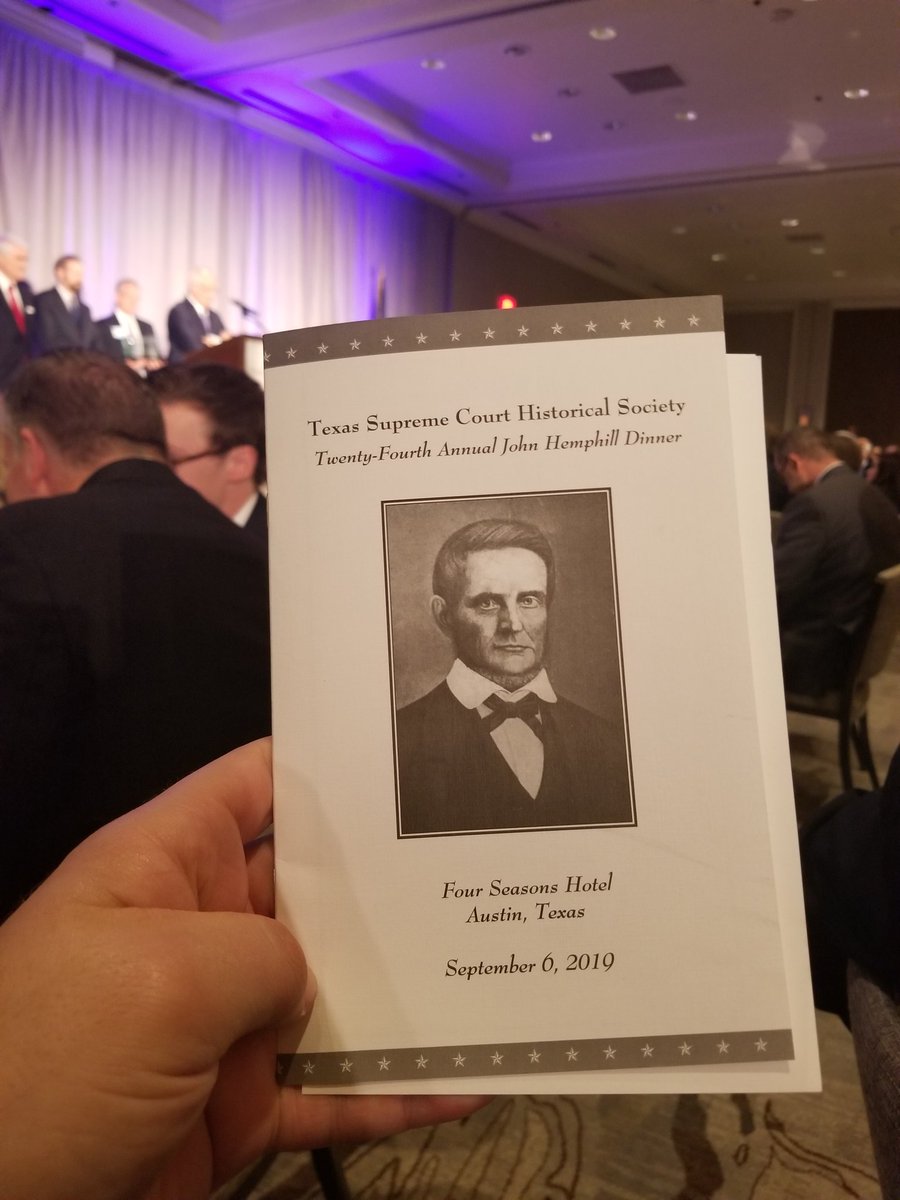 Texas Supreme Court Historical Society
Twenty-Fourth Annual John Hemphill Dinner
Four Seasons Hotel
Austin, Texas
September 6, 2019